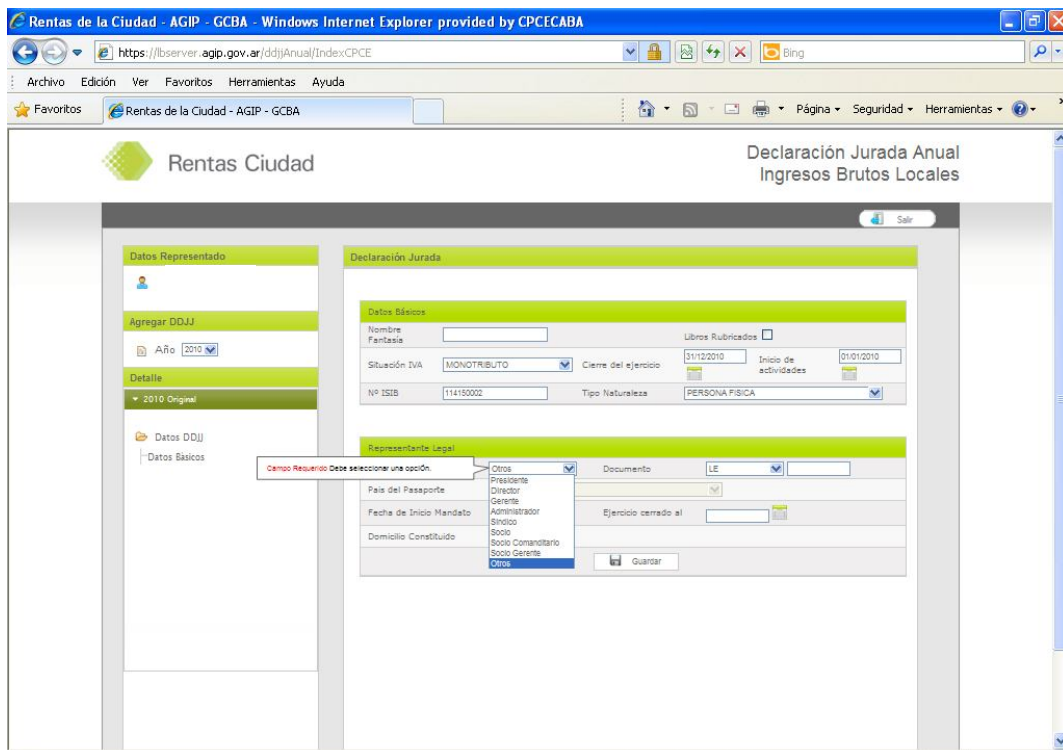 Rentas de la Ciudad - AGIP - GCBA - Windows Internet Explorer provided by CPCECABA
https://lbserver.agip.gov.ar/ddjjAnual/IndexCPCE
Bing
Archivo Edición Ver Favoritos Herramientas Ayuda
Favoritos Rentas de la Ciudad - AGIP - GCBA Página Seguridad Herramientas
Rentas Ciudad
Declaración Jurada Anual
Ingresos Brutos Locales
Salir
Datos Representado
Agregar DDJJ
Año 2010
Detalle
2010 Original
Datos DDJJ
Datos Básicos
Declaración Jurada
Datos Básicos
Nombre Fantasía Libros Rubricados
Situación IVA MONOTRIBUTO Cierre del ejercicio 31/12/2010 Inicio de actividades 01/01/2010
Nº ISIB 114150002 Tipo Naturaleza PERSONA FISICA
Representante Legal
Campo Requerido Debe seleccionar una opción. Otros Documento LE
Pais del Pasaporte
Fecha de Inicio Mandato Ejercicio cerrado al
Domicilio Constituido
Presidente
Director
Gerente
Administrador
Síndico
Socio
Socio Comanditario
Socio Gerente
Otros
Guardar